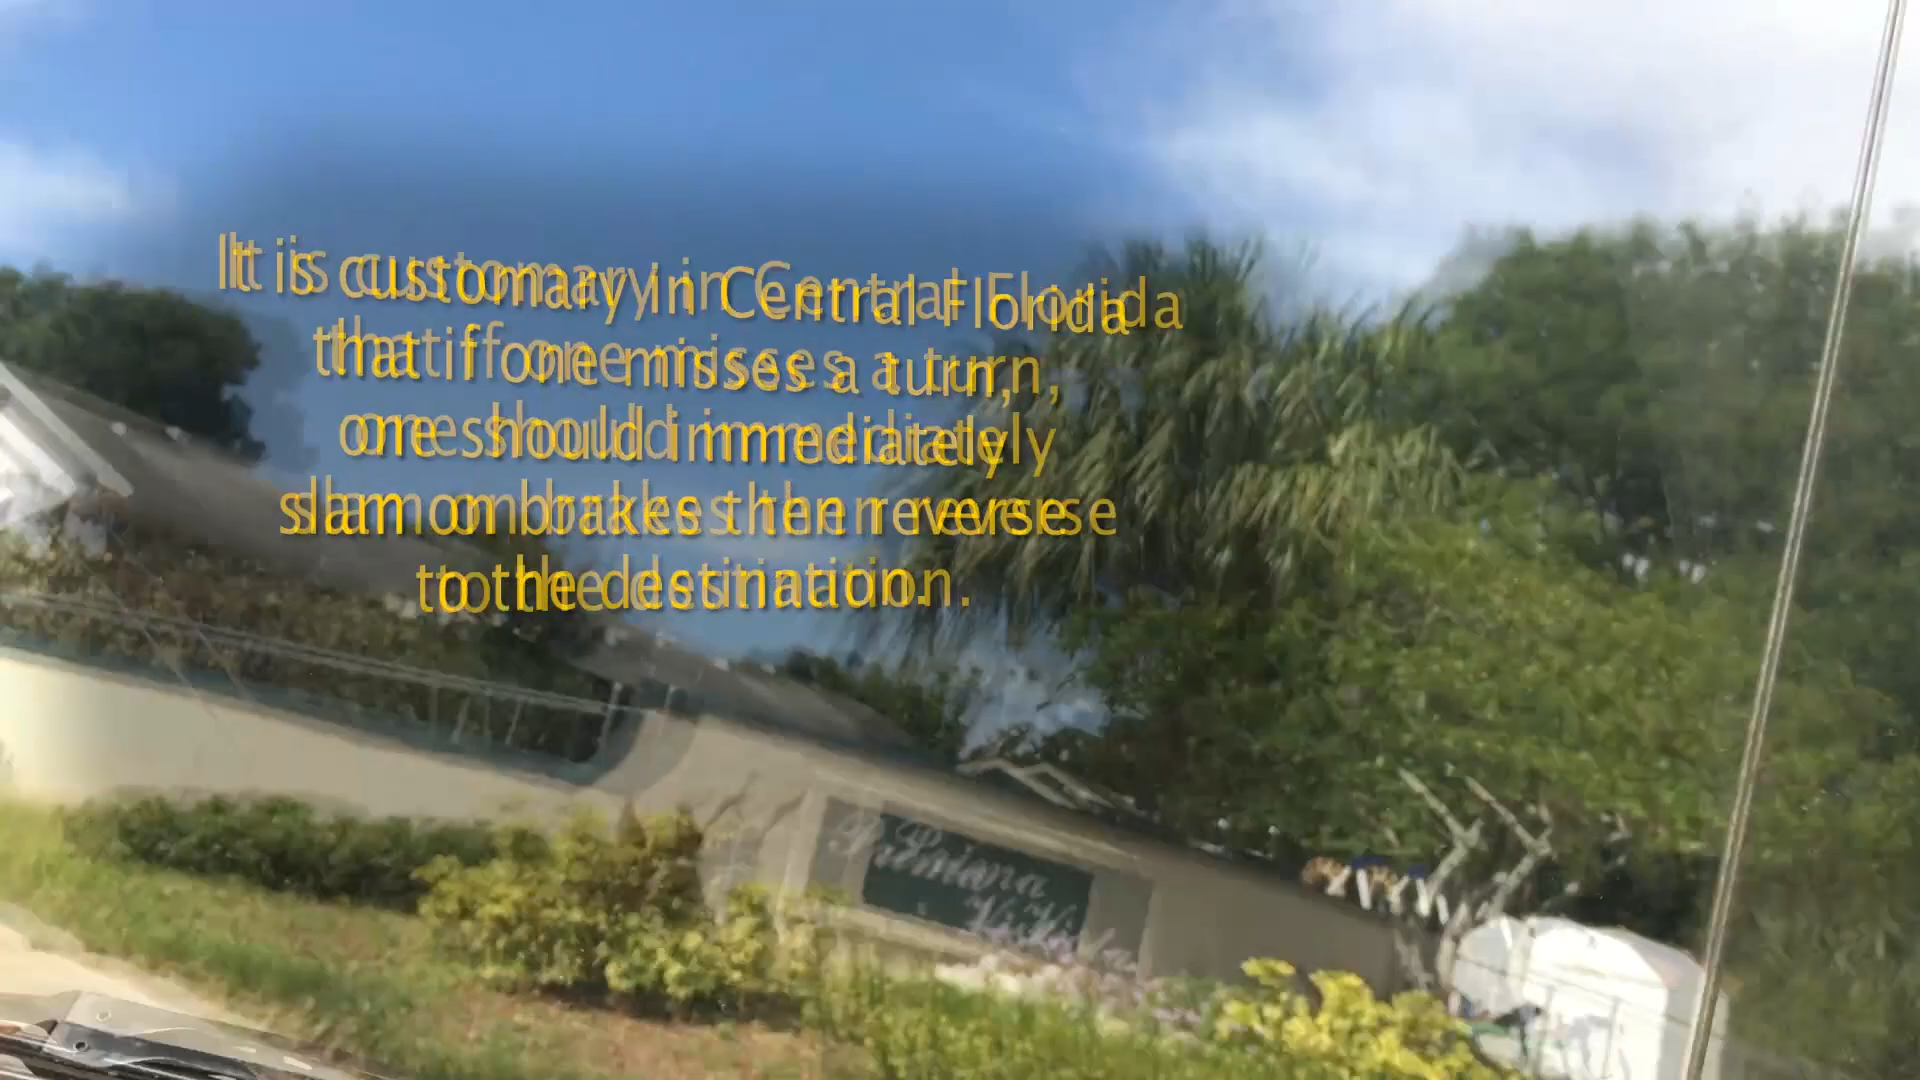 It is customary in Central Florida
that if one misses a turn,
one should immediately
slam on brakes then reverse
to the destination.